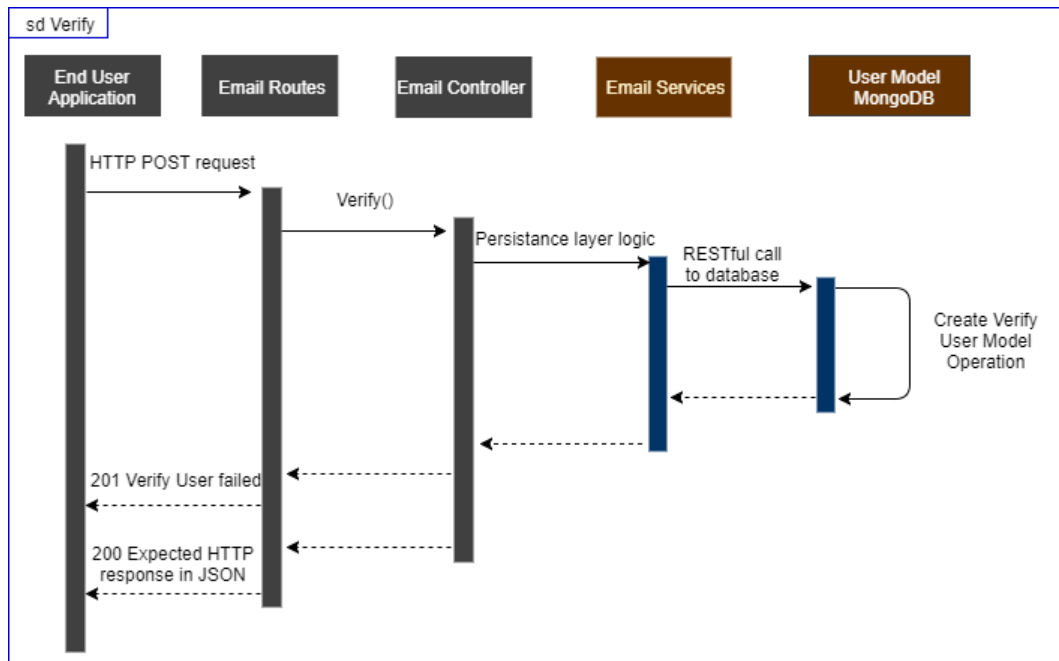 sd Verify
End User
Application
Email Routes
Email Controller
Email Services
User Model
MongoDB
HTTP POST request
Verify()
Persistance layer logic
RESTful call
to database
Create Verify
User Model
Operation
201 Verify User failed
200 Expected HTTP
response in JSON